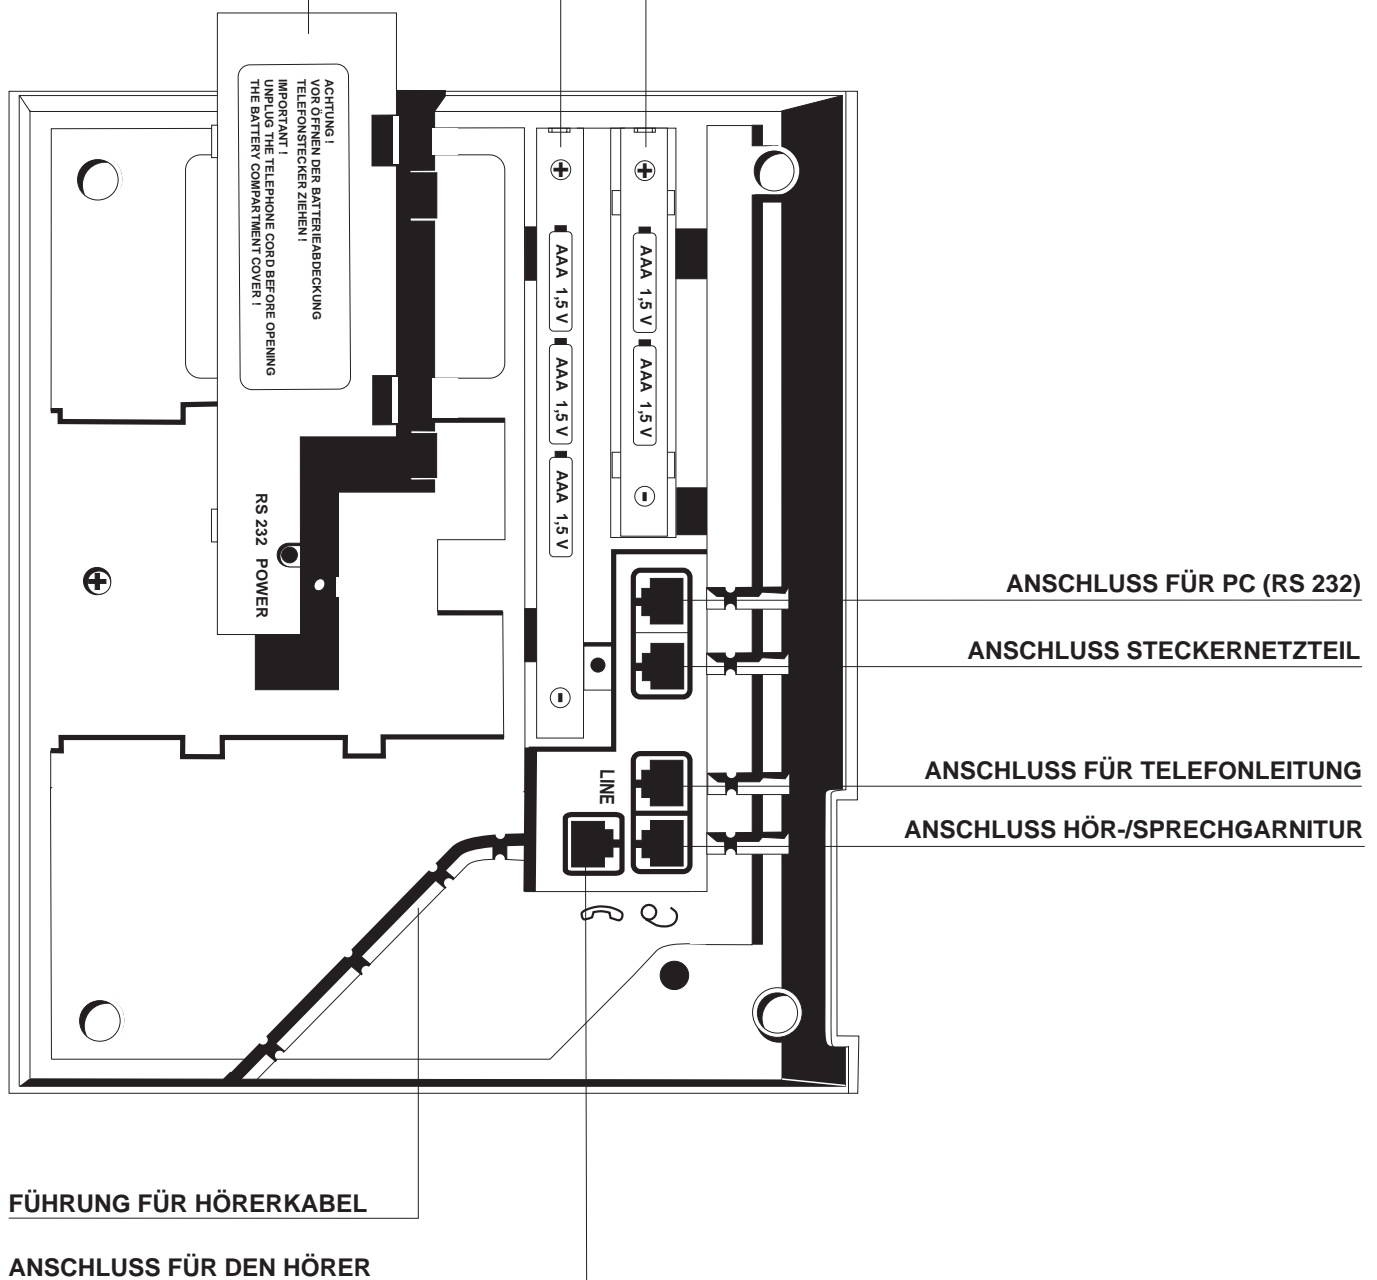 ACHTUNG !
VOR ÖFFNEN DER BATTERIEABDECKUNG
TELEFONSTECKER ZIEHEN !
IMPORTANT !
UNPLUG THE TELEPHONE CORD BEFORE OPENING
THE BATTERY COMPARTMENT COVER !
AAA 1,5 V
AAA 1,5 V
AAA 1,5 V
AAA 1,5 V
AAA 1,5 V
RS 232 POWER
ANSCHLUSS FÜR PC (RS 232)
ANSCHLUSS STECKERNETZTEIL
LINE
ANSCHLUSS FÜR TELEFONLEITUNG
ANSCHLUSS HÖR-/SPRECHGARNITUR
FÜHRUNG FÜR HÖRERKABEL
ANSCHLUSS FÜR DEN HÖRER